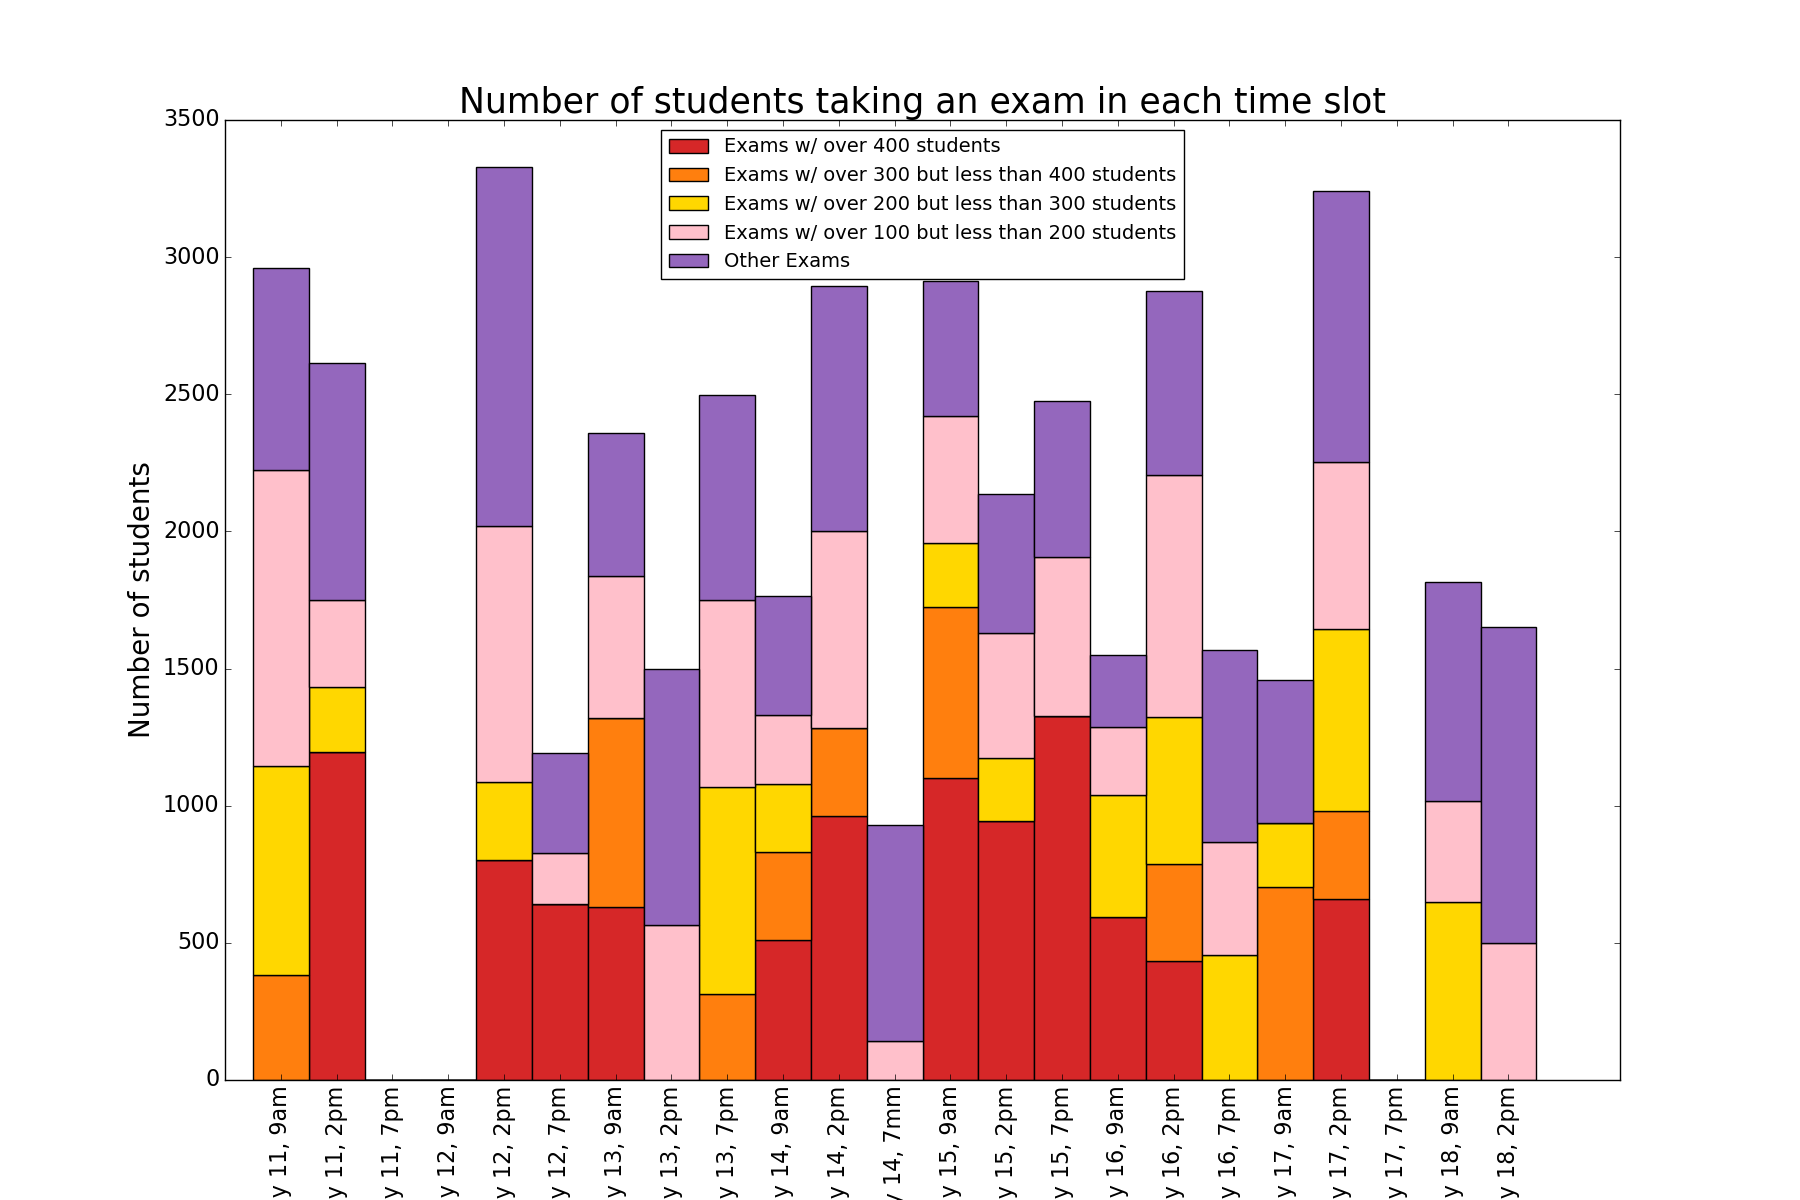 Number of students taking an exam in each time slot
Exams w/ over 400 students
Exams w/ over 300 but less than 400 students
Exams w/ over 200 but less than 300 students
Exams w/ over 100 but less than 200 students
Other Exams
Number of students
3500
3000
2500
2000
1500
1000
500
0
y 11, 9am
y 11, 2pm
y 11, 7pm
y 12, 9am
y 12, 2pm
y 12, 7pm
y 13, 9am
y 13, 2pm
y 13, 7pm
y 14, 9am
y 14, 2pm
y 14, 7mm
y 15, 9am
y 15, 2pm
y 15, 7pm
y 16, 9am
y 16, 2pm
y 16, 7pm
y 17, 9am
y 17, 2pm
y 17, 7pm
y 18, 9am
y 18, 2pm